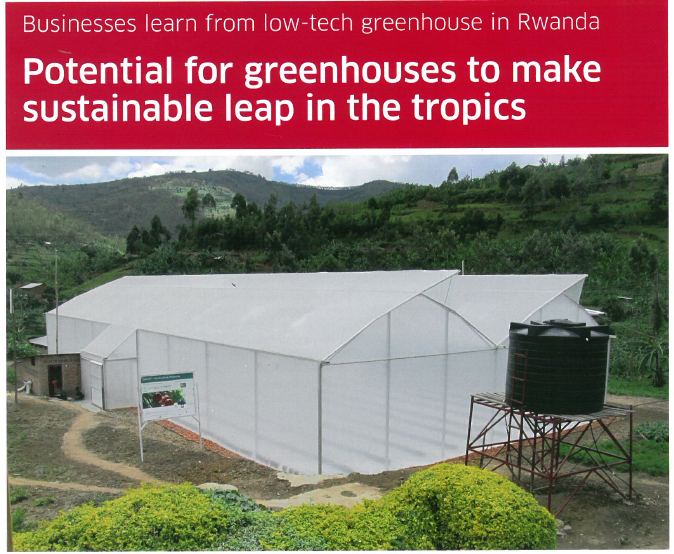 Businesses learn from low-tech greenhouse in Rwanda
Potential for greenhouses to make
sustainable leap in the tropics